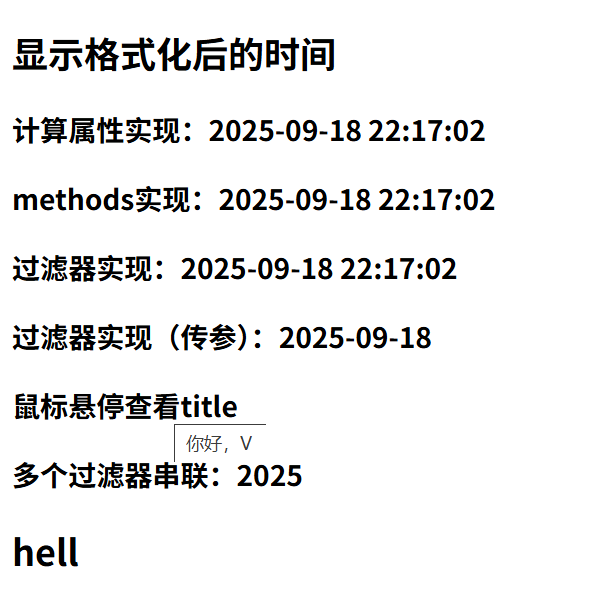 显示格式化后的时间
计算属性实现：2025-09-18 22:17:02
methods实现：2025-09-18 22:17:02
过滤器实现：2025-09-18 22:17:02
过滤器实现（传参）：2025-09-18
鼠标悬停查看title
你好，V
多个过滤器串联：2025
hell